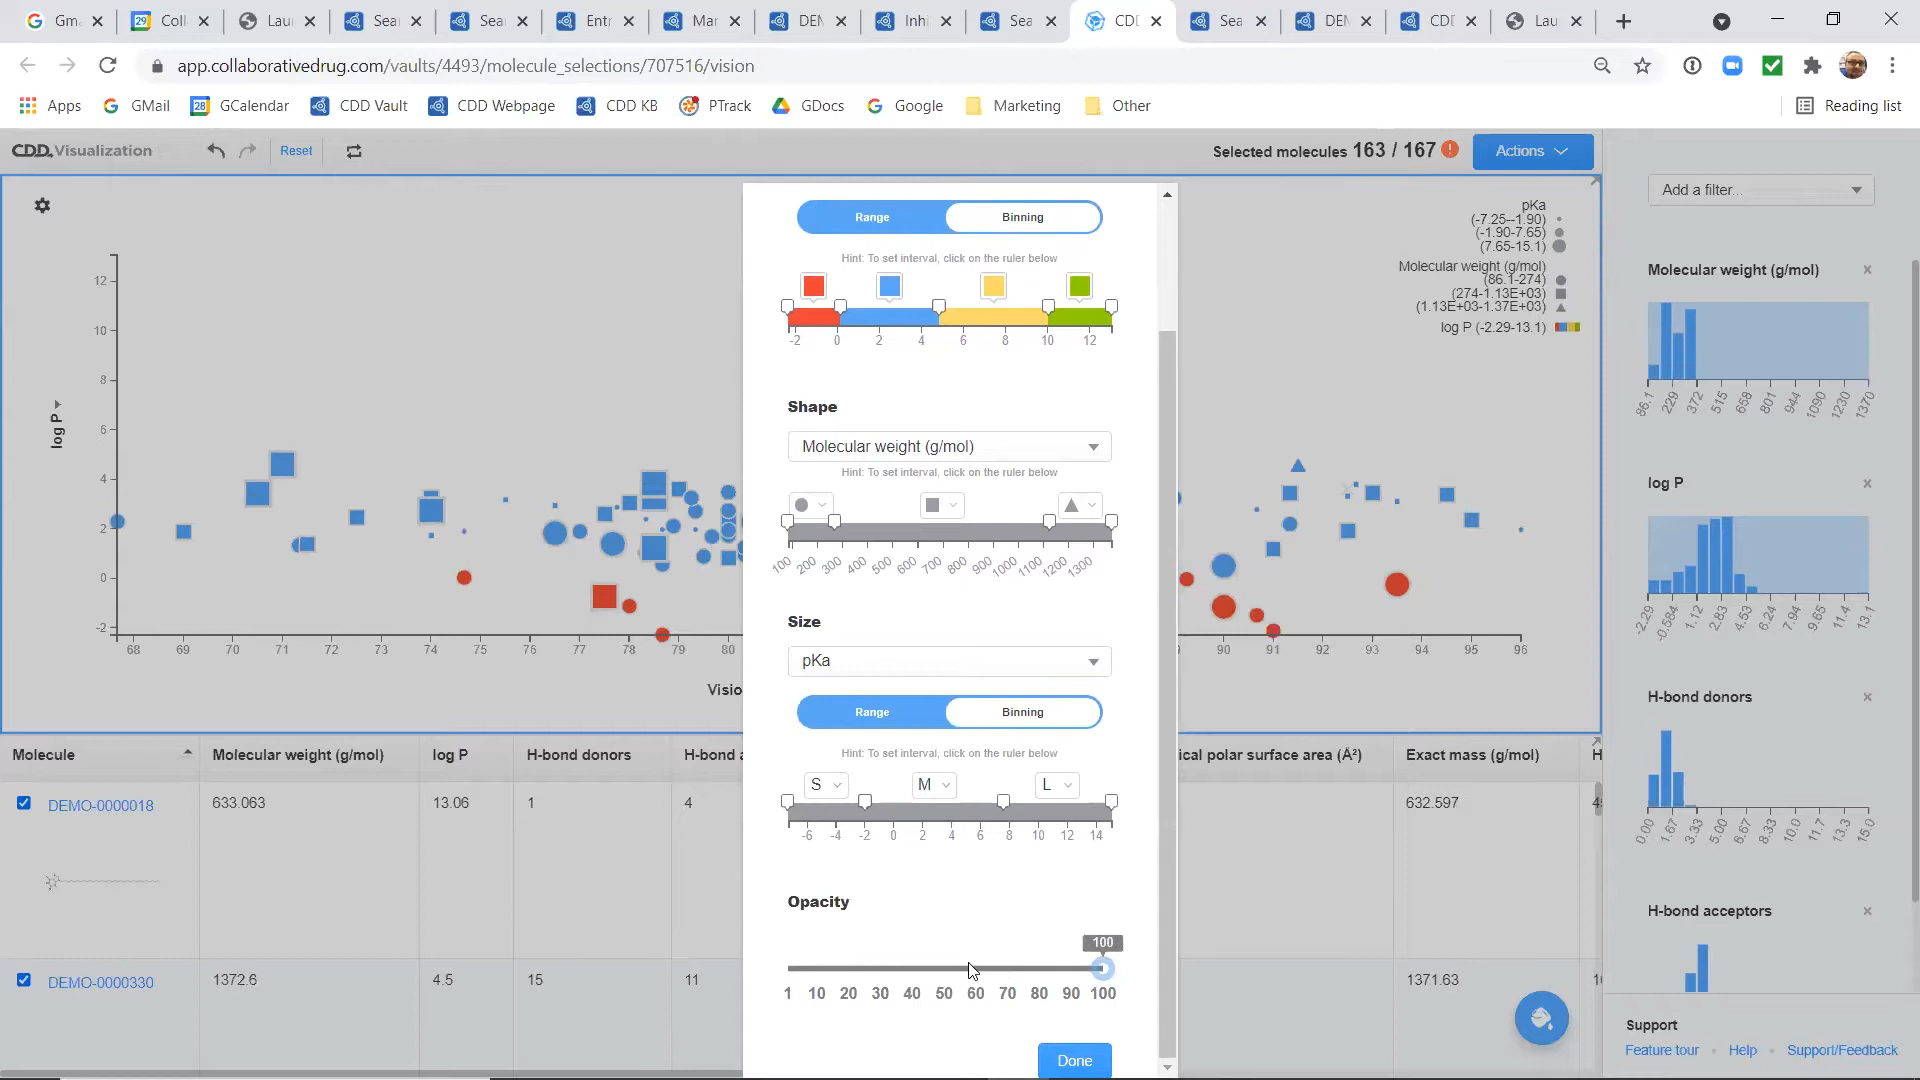 Gm
Coll
Lau
Sea
Sea
Entr
Mar
DEM
Inhi
Sea
CDD
Sea
DEM
CDD
Lau
app.collaborativedrug.com/vaults/4493/molecule_selections/707516/vision
Apps GMail GCalendar CDD Vault CDD Webpage CDD KB PTrack GDocs Google Marketing Other Reading list
CDD.Visualization Reset Selected molecules 163 / 167 Actions
Add a filter...
pKa
(-7.25--1.90)
(-1.90-7.65)
(7.65-15.1)
Molecular weight (g/mol)
(86.1-274)
(274-1.13E+03)
(1.13E+03-1.37E+03)
log P (-2.29-13.1)
12
10
8
6
4
2
0
-2
log P
68 69 70 71 72 73 74 75 76 77 78 79 80
90 91 92 93 94 95 96
Visio
Range Binning
Hint: To set interval, click on the ruler below
-2 0 2 4 6 8 10 12
Shape
Molecular weight (g/mol)
Hint: To set interval, click on the ruler below
100 200 300 400 500 600 700 800 900 1000 1100 1200 1300
Size
pKa
Range Binning
Hint: To set interval, click on the ruler below
S M L
-6 -4 -2 0 2 4 6 8 10 12 14
Opacity
100
1 10 20 30 40 50 60 70 80 90 100
Done
Molecule Molecular weight (g/mol) log P H-bond donors H-bond a ical polar surface area (Å²) Exact mass (g/mol) H
DEMO-0000018 633.063 13.06 1 4 632.597 4
DEMO-0000330 1372.6 4.5 15 11 1371.63 1
Molecular weight (g/mol)
86.1 229 372 515 658 801 944 1090 1230 1370
log P
-2.29 -0.584 1.12 2.83 4.53 6.24 7.94 9.65 11.4 13.1
H-bond donors
0.00 1.67 3.33 5.00 6.67 8.33 10.0 11.7 13.3 15.0
H-bond acceptors
Support
Feature tour Help Support/Feedback